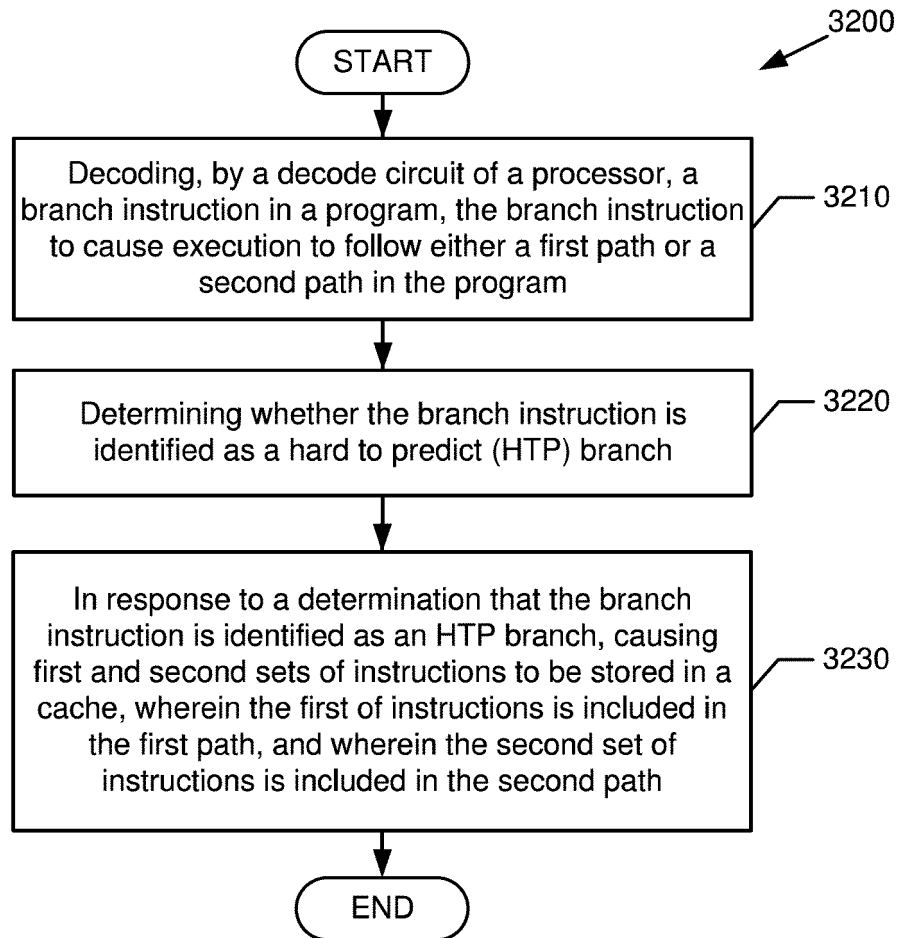 3200
START
Decoding, by a decode circuit of a processor, a
branch instruction in a program, the branch instruction
to cause execution to follow either a first path or a
second path in the program
3210
Determining whether the branch instruction is
identified as a hard to predict (HTP) branch
3220
In response to a determination that the branch
instruction is identified as an HTP branch, causing
first and second sets of instructions to be stored in a
cache, wherein the first of instructions is included in
the first path, and wherein the second set of
instructions is included in the second path
3230
END